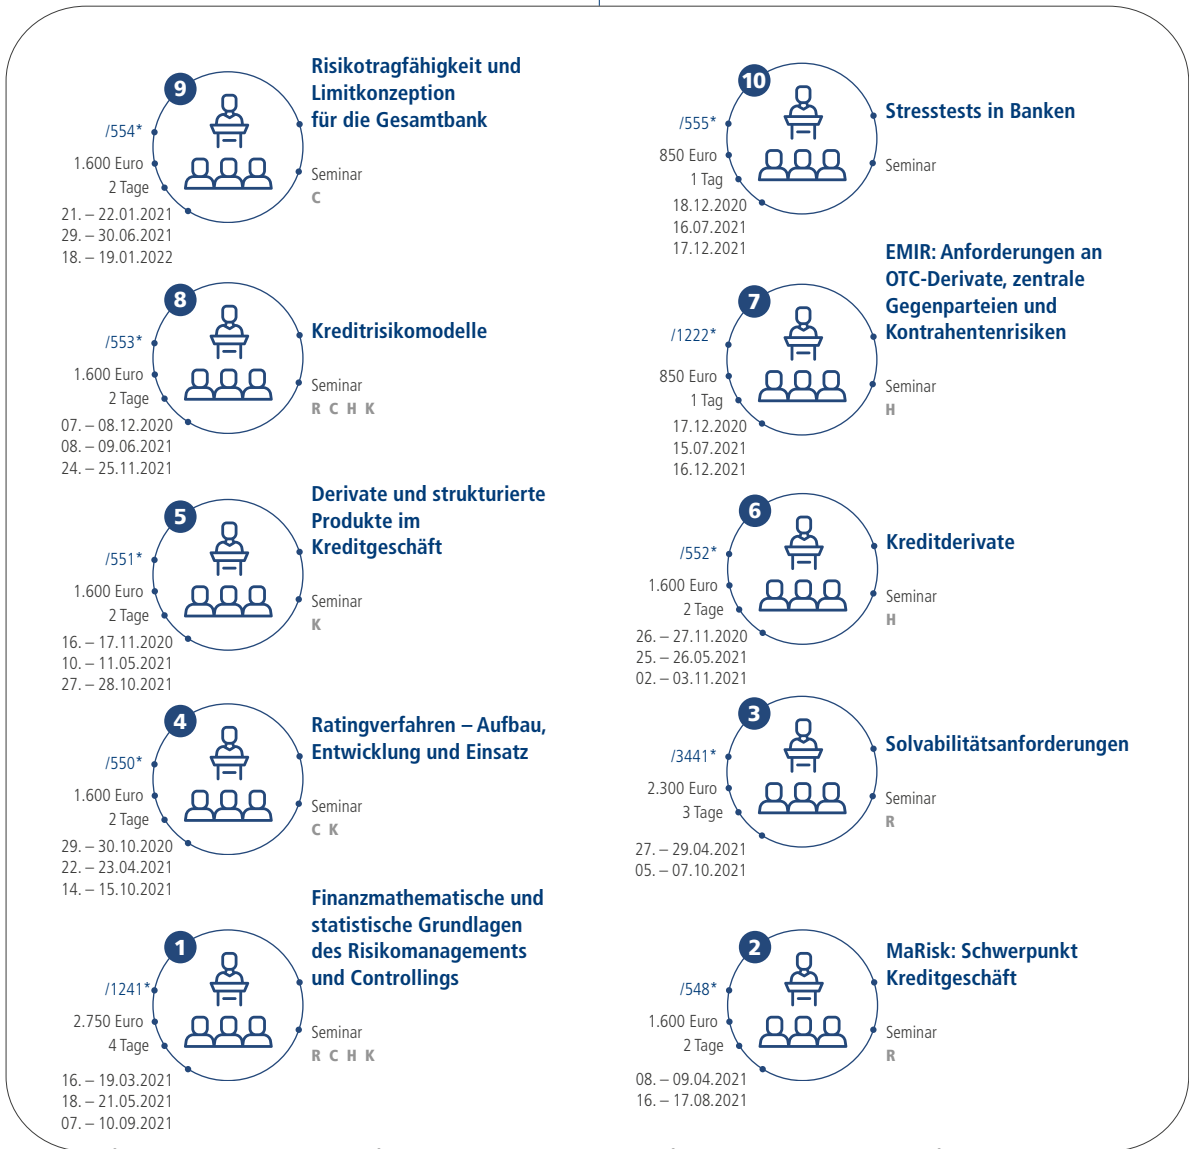 9
Risikotragfähigkeit und
Limitkonzeption
für die Gesamtbank
/554*
1.600 Euro
2 Tage
21. – 22.01.2021
29. – 30.06.2021
18. – 19.01.2022
Seminar
C
10
Stresstests in Banken
/555*
850 Euro
1 Tag
18.12.2020
16.07.2021
17.12.2021
Seminar
8
Kreditrisikomodelle
/553*
1.600 Euro
2 Tage
07. – 08.12.2020
08. – 09.06.2021
24. – 25.11.2021
Seminar
R C H K
7
EMIR: Anforderungen an
OTC-Derivate, zentrale
Gegenparteien und
Kontrahentenrisiken
/1222*
850 Euro
1 Tag
17.12.2020
15.07.2021
16.12.2021
Seminar
H
5
Derivate und strukturierte
Produkte im
Kreditgeschäft
/551*
1.600 Euro
2 Tage
16. – 17.11.2020
10. – 11.05.2021
27. – 28.10.2021
Seminar
K
6
Kreditderivate
/552*
1.600 Euro
2 Tage
26. – 27.11.2020
25. – 26.05.2021
02. – 03.11.2021
Seminar
H
4
Ratingverfahren – Aufbau,
Entwicklung und Einsatz
/550*
1.600 Euro
2 Tage
29. – 30.10.2020
22. – 23.04.2021
14. – 15.10.2021
Seminar
C K
3
Solvabilitätsanforderungen
/3441*
2.300 Euro
3 Tage
27. – 29.04.2021
05. – 07.10.2021
Seminar
R
1
Finanzmathematische und
statistische Grundlagen
des Risikomanagements
und Controllings
/1241*
2.750 Euro
4 Tage
16. – 19.03.2021
18. – 21.05.2021
07. – 10.09.2021
Seminar
R C H K
2
MaRisk: Schwerpunkt
Kreditgeschäft
/548*
1.600 Euro
2 Tage
08. – 09.04.2021
16. – 17.08.2021
Seminar
R